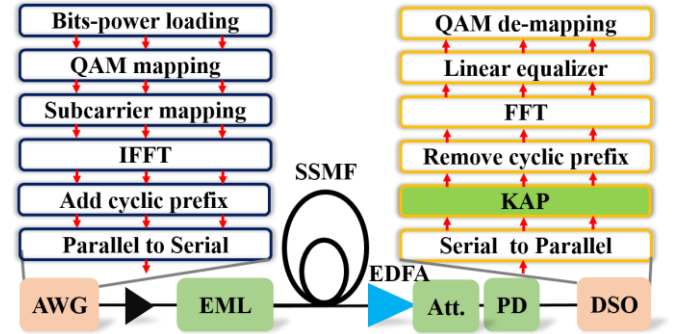 Bits-power loading
QAM mapping
Subcarrier mapping
IFFT
Add cyclic prefix
Parallel to Serial
AWG
EML
SSMF
EDFA
Att.
PD
DSO
QAM de-mapping
Linear equalizer
FFT
Remove cyclic prefix
KAP
Serial to Parallel